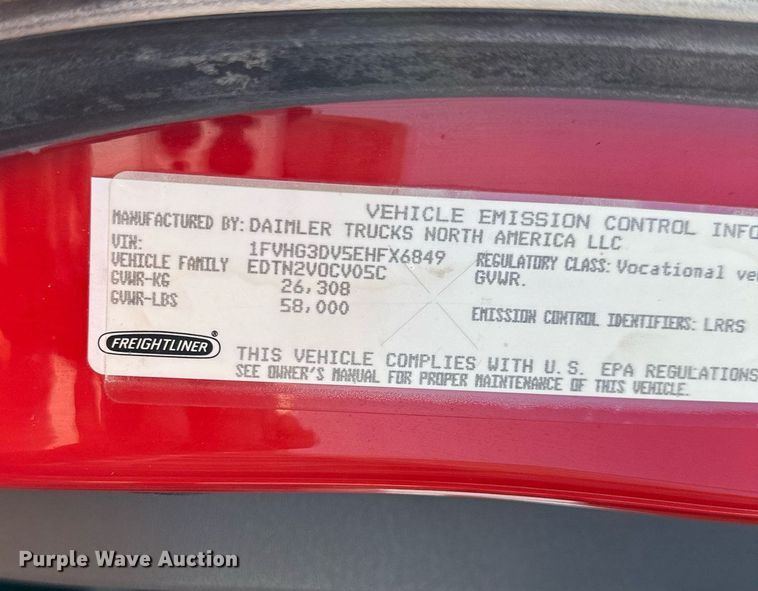 VEHICLE EMISSION CONTROL INFO
MANUFACTURED BY: DAIMLER TRUCKS NORTH AMERICA LLC
VIN: 1FVHG3DV5EHFX6849
VEHICLE FAMILY EDTN2VOCV05C
GVWR-KG 26,308
GVWR-LBS 58,000
REGULATORY CLASS: Vocational ve
GVWR.
EMISSION CONTROL IDENTIFIERS: LRRS
FREIGHTLINER
THIS VEHICLE COMPLIES WITH U.S. EPA REGULATIONS
SEE OWNER'S MANUAL FOR PROPER MAINTENANCE OF THIS VEHICLE.
Purple Wave Auction